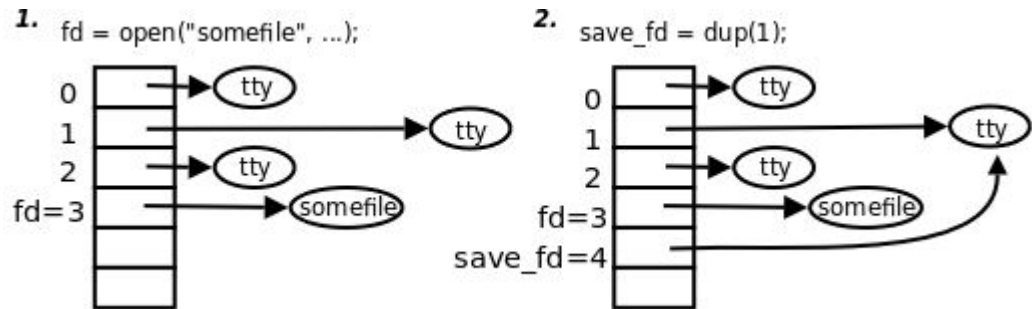 1. fd = open("somefile", ...);
0
tty
1
tty
2
tty
fd=3
somefile
2. save_fd = dup(1);
0
tty
1
tty
2
tty
fd=3
somefile
save_fd=4